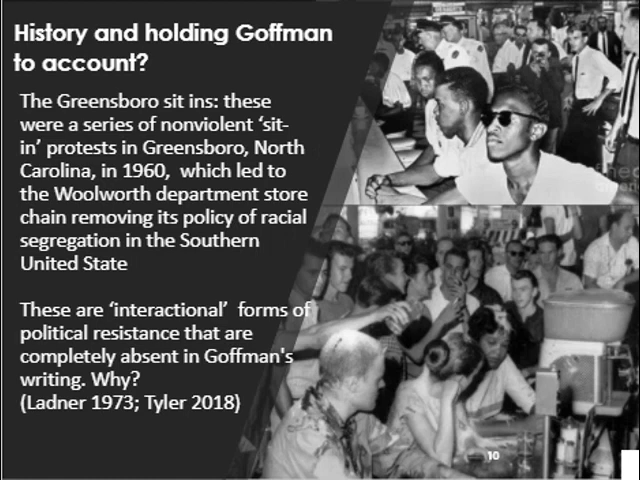 History and holding Goffman
to account?
The Greensboro sit ins: these
were a series of nonviolent ‘sit-
in’ protests in Greensboro, North
Carolina, in 1960,  which led to
the Woolworth department store
chain removing its policy of racial
segregation in the Southern
United State
These are ‘interactional’  forms of
political resistance that are
completely absent in Goffman's
writing. Why?
(Ladner 1973; Tyler 2018)
10